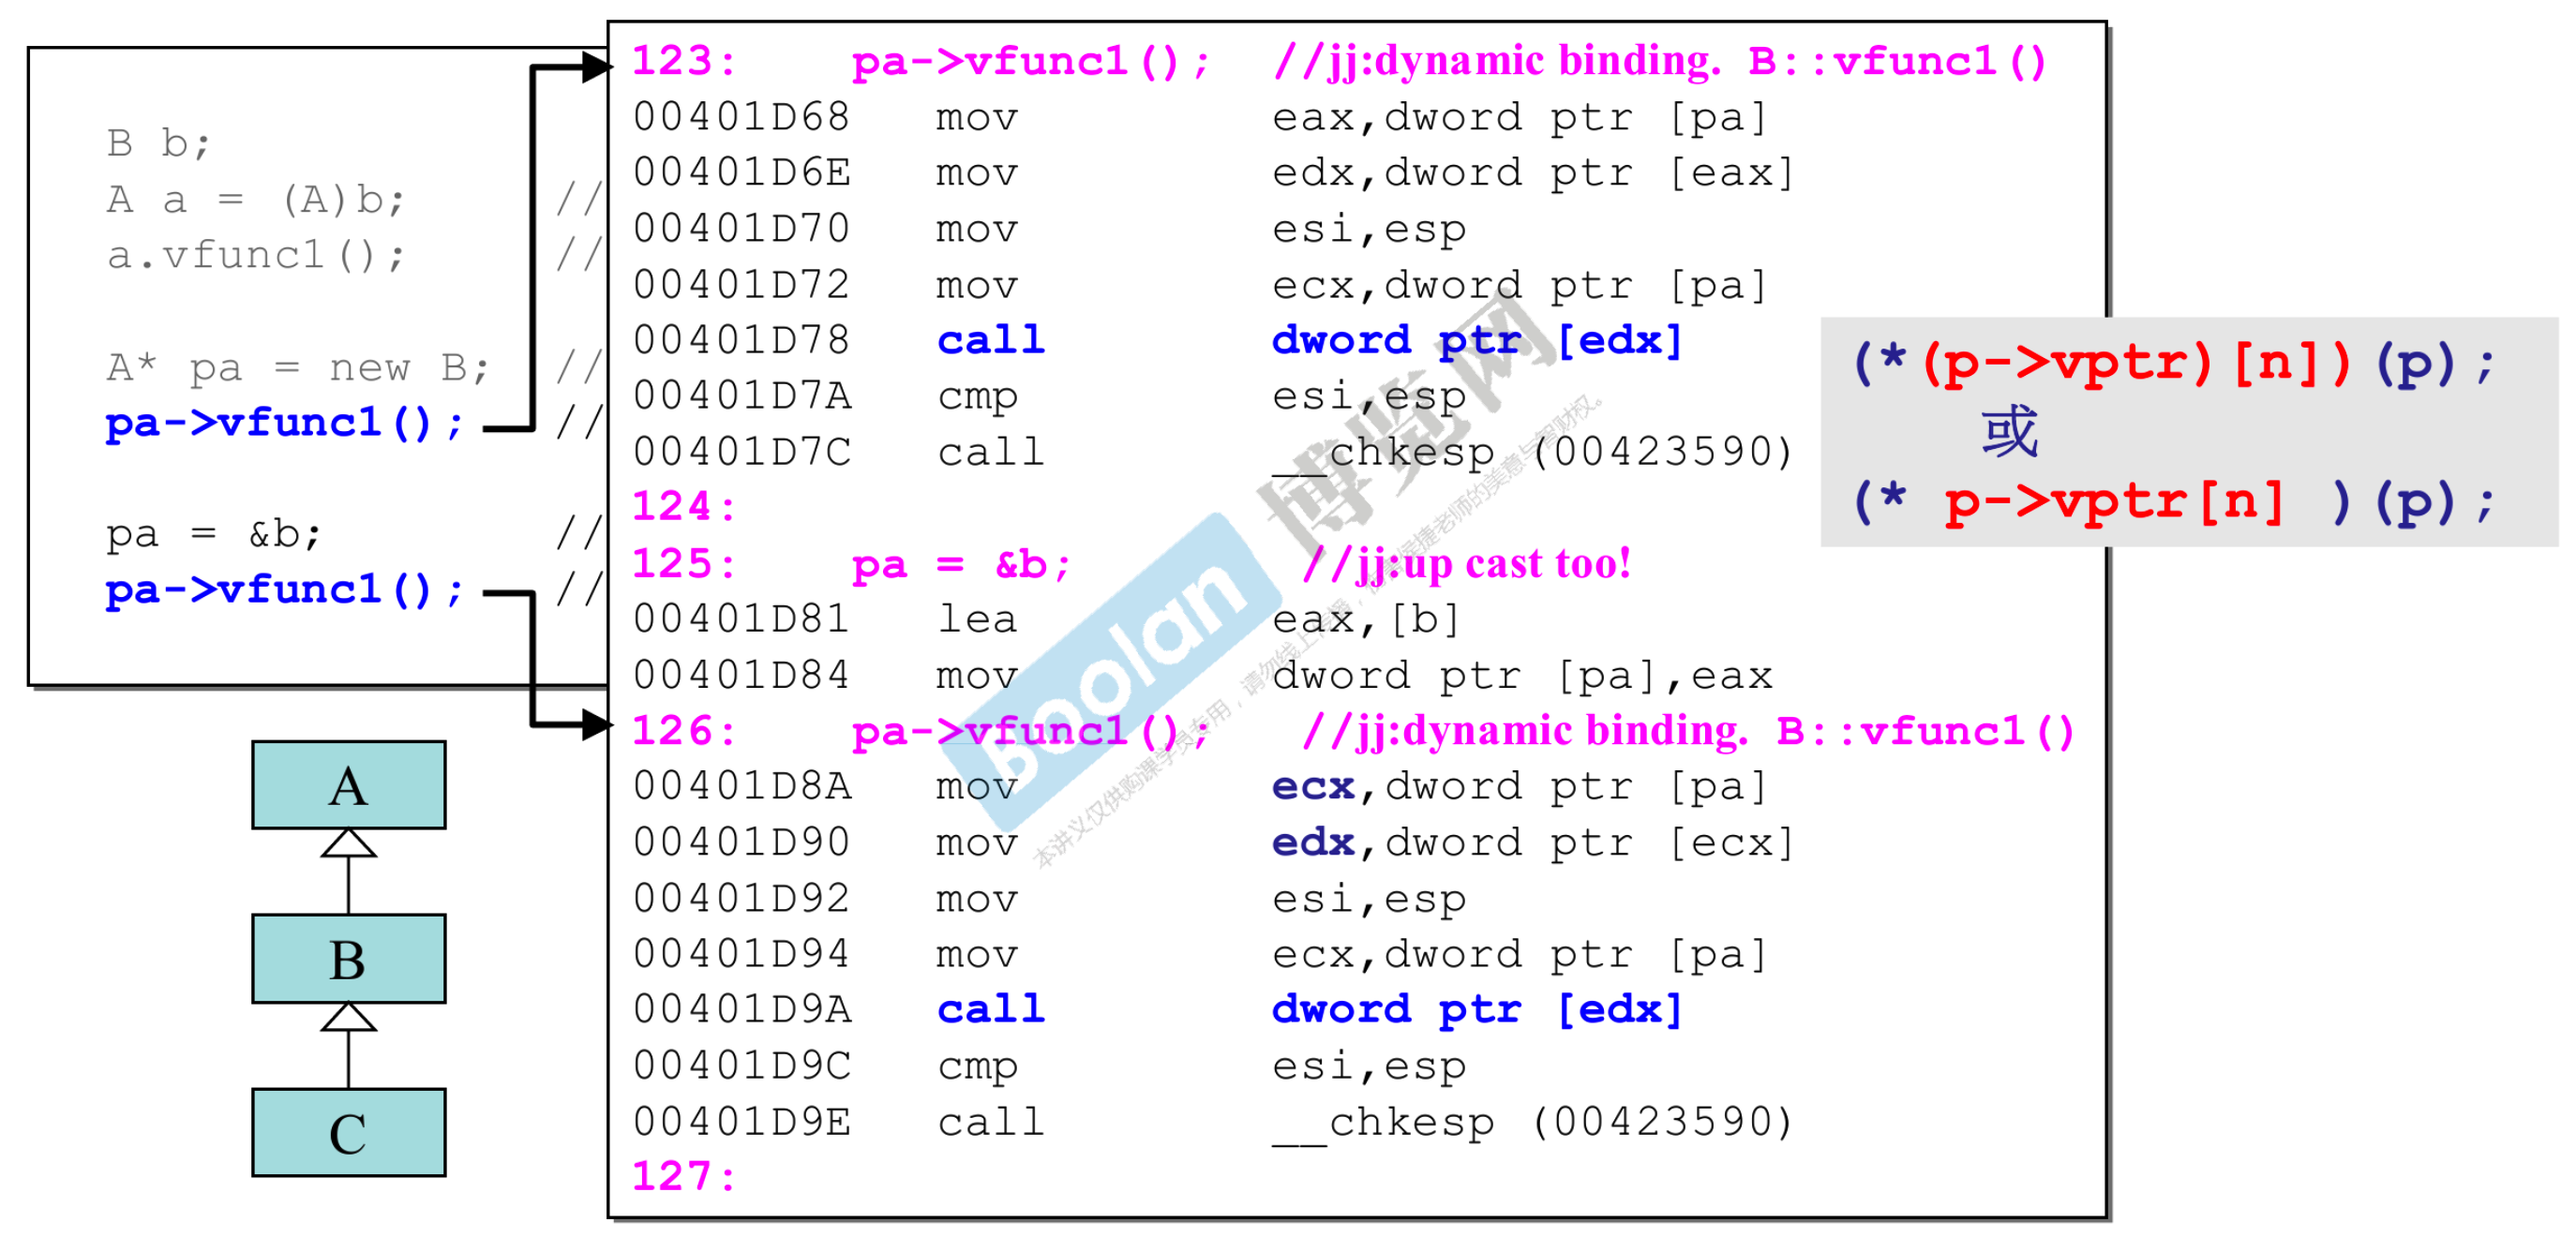 B b;
A a = (A)b; //
a.vfunc1(); //
A* pa = new B; //
pa->vfunc1(); //
pa = &b; //
pa->vfunc1(); //
A
B
C
123: pa->vfunc1(); //jj:dynamic binding. B::vfunc1()
00401D68 mov eax,dword ptr [pa]
00401D6E mov edx,dword ptr [eax]
00401D70 mov esi,esp
00401D72 mov ecx,dword ptr [pa]
00401D78 call dword ptr [edx]
00401D7A cmp esi,esp
00401D7C call __chkesp (00423590)
124:
125: pa = &b; //jj:up cast too!
00401D81 lea eax,[b]
00401D84 mov dword ptr [pa],eax
126: pa->vfunc1(); //jj:dynamic binding. B::vfunc1()
00401D8A mov ecx,dword ptr [pa]
00401D90 mov edx,dword ptr [ecx]
00401D92 mov esi,esp
00401D94 mov ecx,dword ptr [pa]
00401D9A call dword ptr [edx]
00401D9C cmp esi,esp
00401D9E call __chkesp (00423590)
127:
(*(p->vptr)[n])(p);
或
(* p->vptr[n] )(p);
Boolan 博览网
本讲义仅供购课学员专用，请勿线上传播，
老师的美意与智财权。